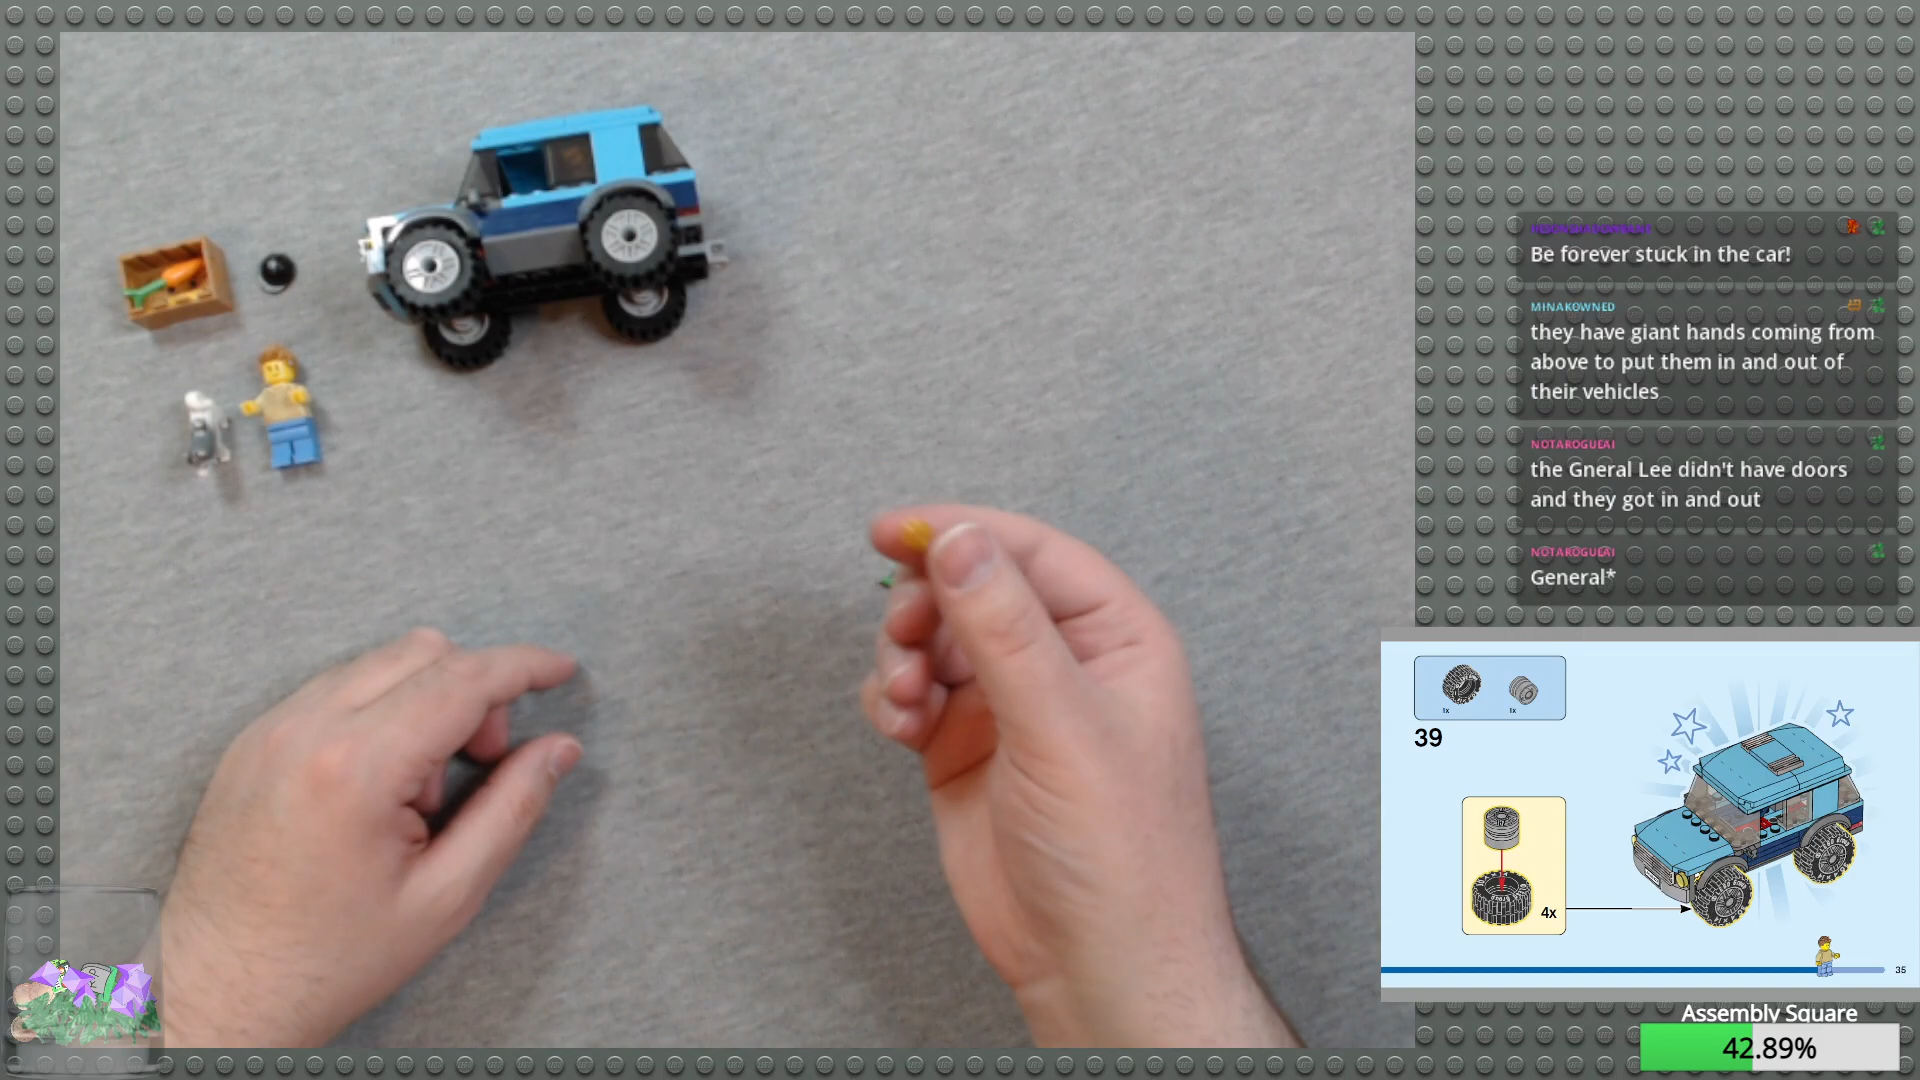 Be forever stuck in the car!
MINAKOWNED
they have giant hands coming from
above to put them in and out of
their vehicles
NOTAROGUEAI
the Gneral Lee didn't have doors
and they got in and out
NOTAROGUEAI
General*
1x 1x
39
4x
35
Assembly Square
42.89%